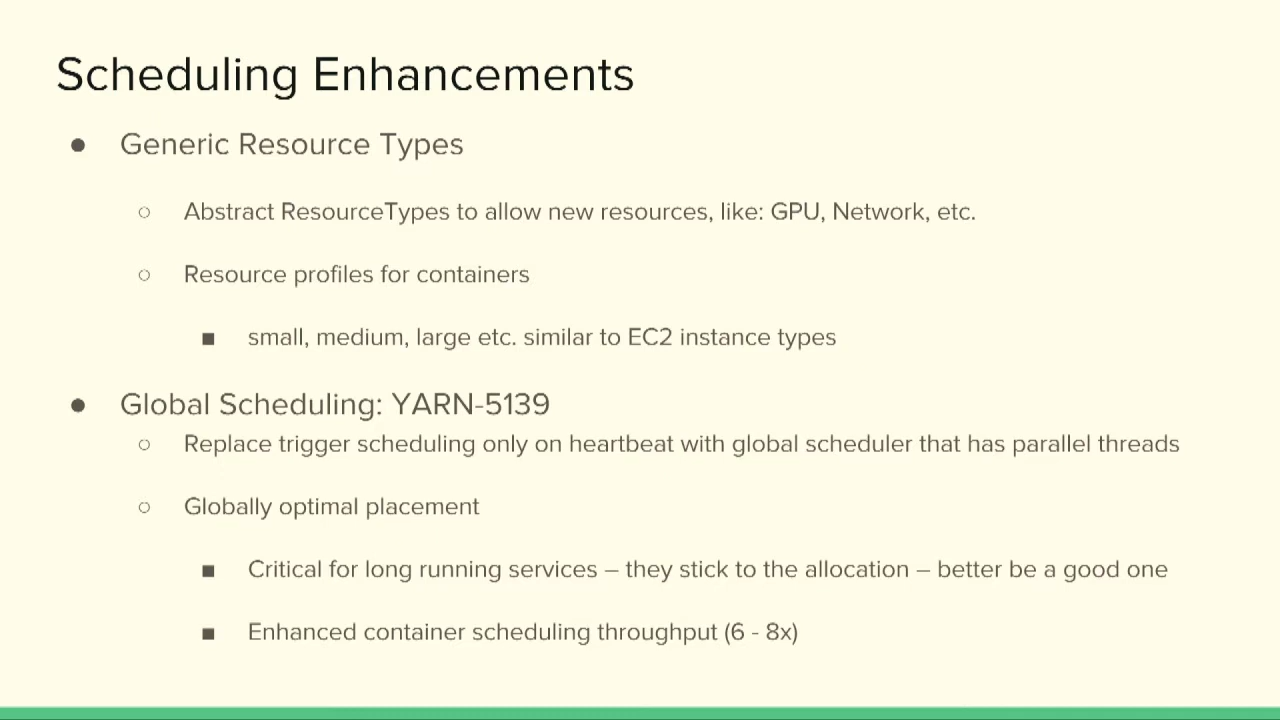 Scheduling Enhancements
● Generic Resource Types
○ Abstract ResourceTypes to allow new resources, like: GPU, Network, etc.
○ Resource profiles for containers
■ small, medium, large etc. similar to EC2 instance types
● Global Scheduling: YARN-5139
○ Replace trigger scheduling only on heartbeat with global scheduler that has parallel threads
○ Globally optimal placement
■ Critical for long running services – they stick to the allocation – better be a good one
■ Enhanced container scheduling throughput (6 - 8x)